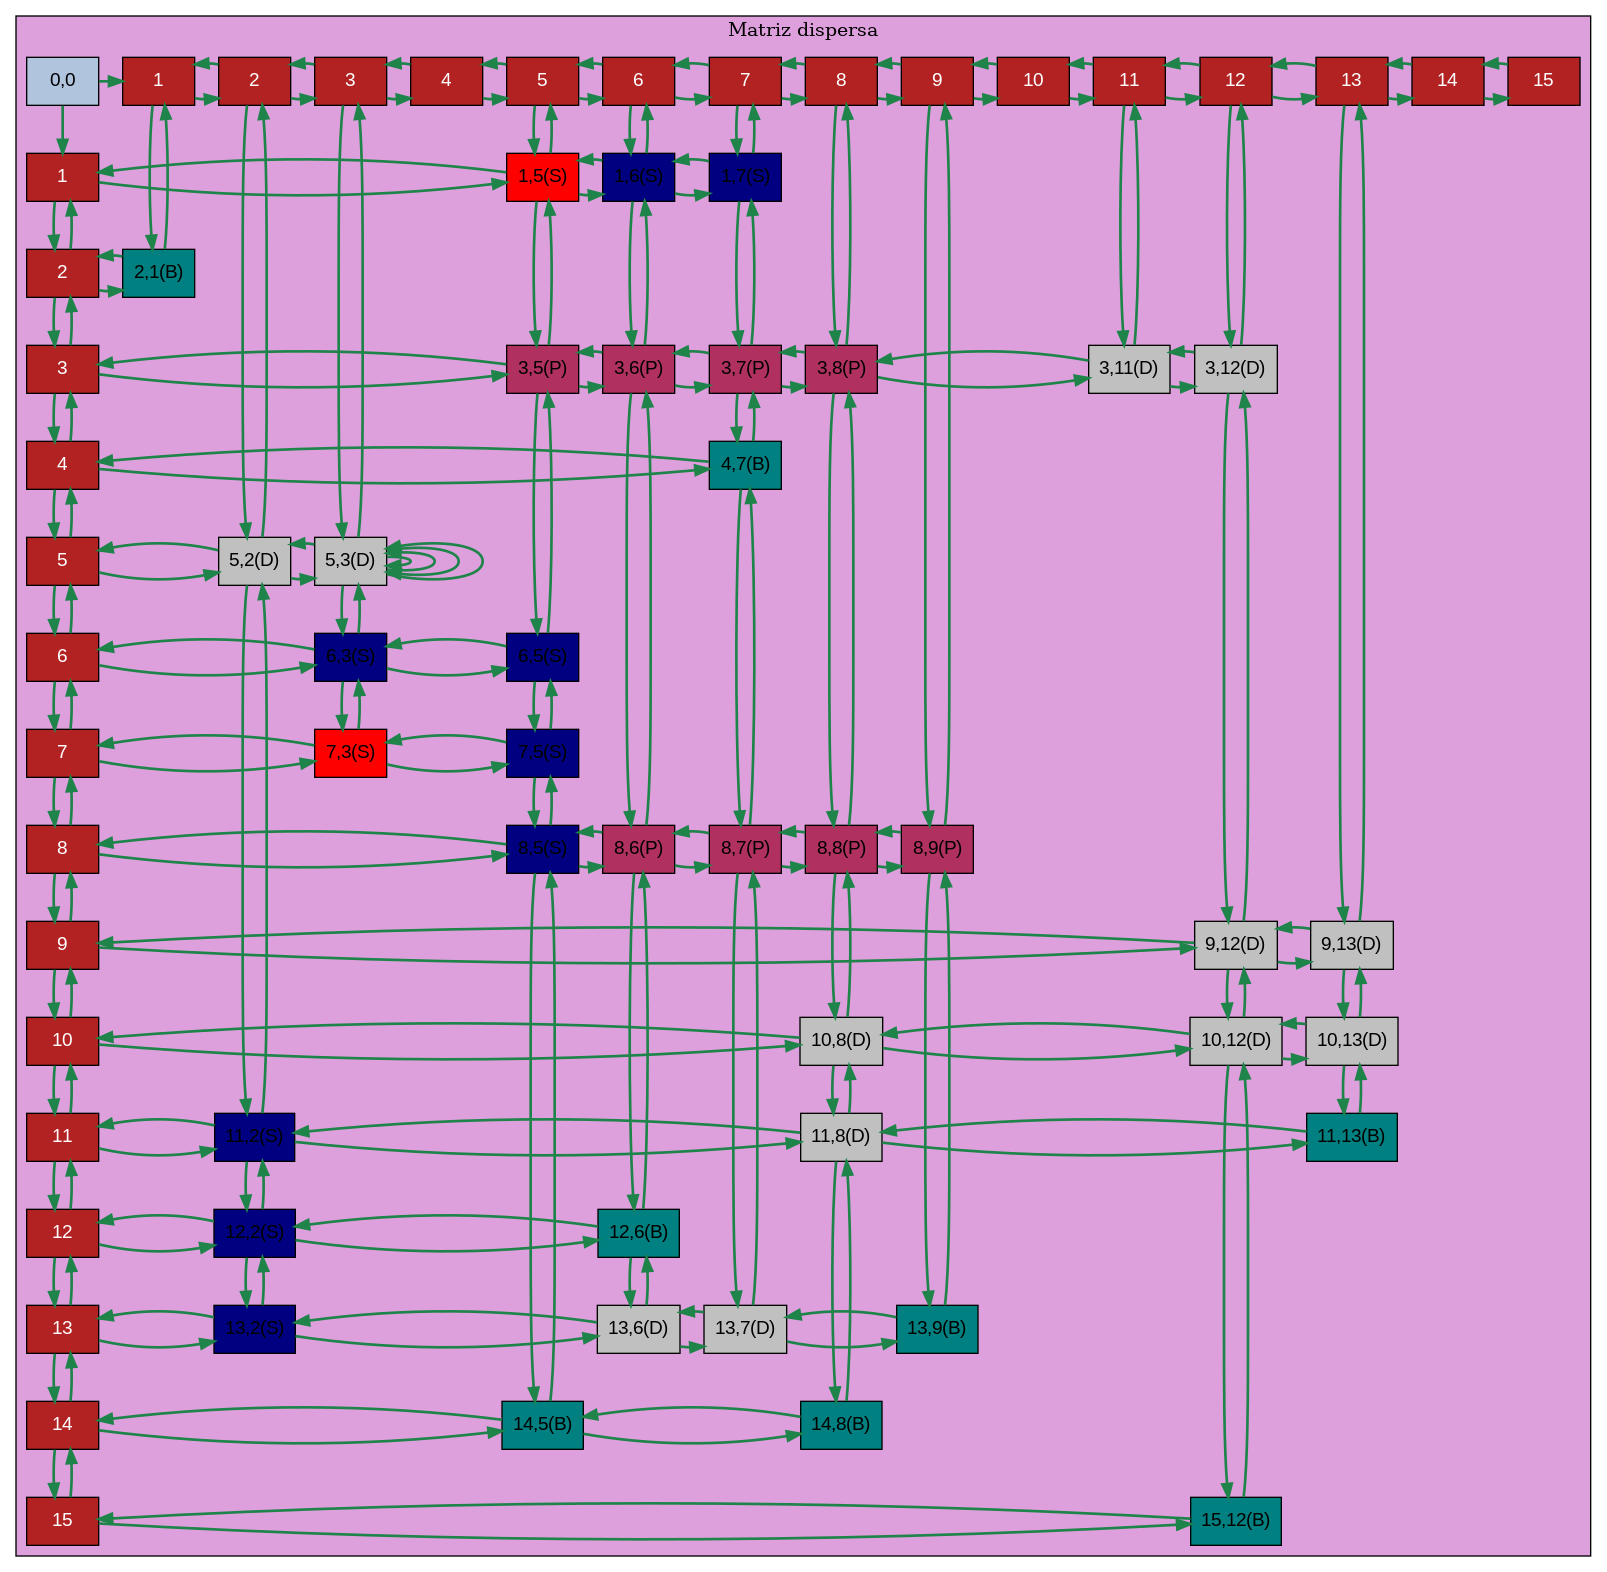 Matriz dispersa
0,0 1 2 3 4 5 6 7 8 9 10 11 12 13 14 15
1 1,5(S) 1,6(S) 1,7(S)
2 2,1(B)
3 3,5(P) 3,6(P) 3,7(P) 3,8(P) 3,11(D) 3,12(D)
4 4,7(B)
5 5,2(D) 5,3(D)
6 6,3(S) 6,5(S)
7 7,3(S) 7,5(S)
8 8,5(S) 8,6(P) 8,7(P) 8,8(P) 8,9(P)
9 9,12(D) 9,13(D)
10 10,8(D) 10,12(D) 10,13(D)
11 11,2(S) 11,8(D) 11,13(B)
12 12,2(S) 12,6(B)
13 13,2(S) 13,6(D) 13,7(D) 13,9(B)
14 14,5(B) 14,8(B)
15 15,12(B)